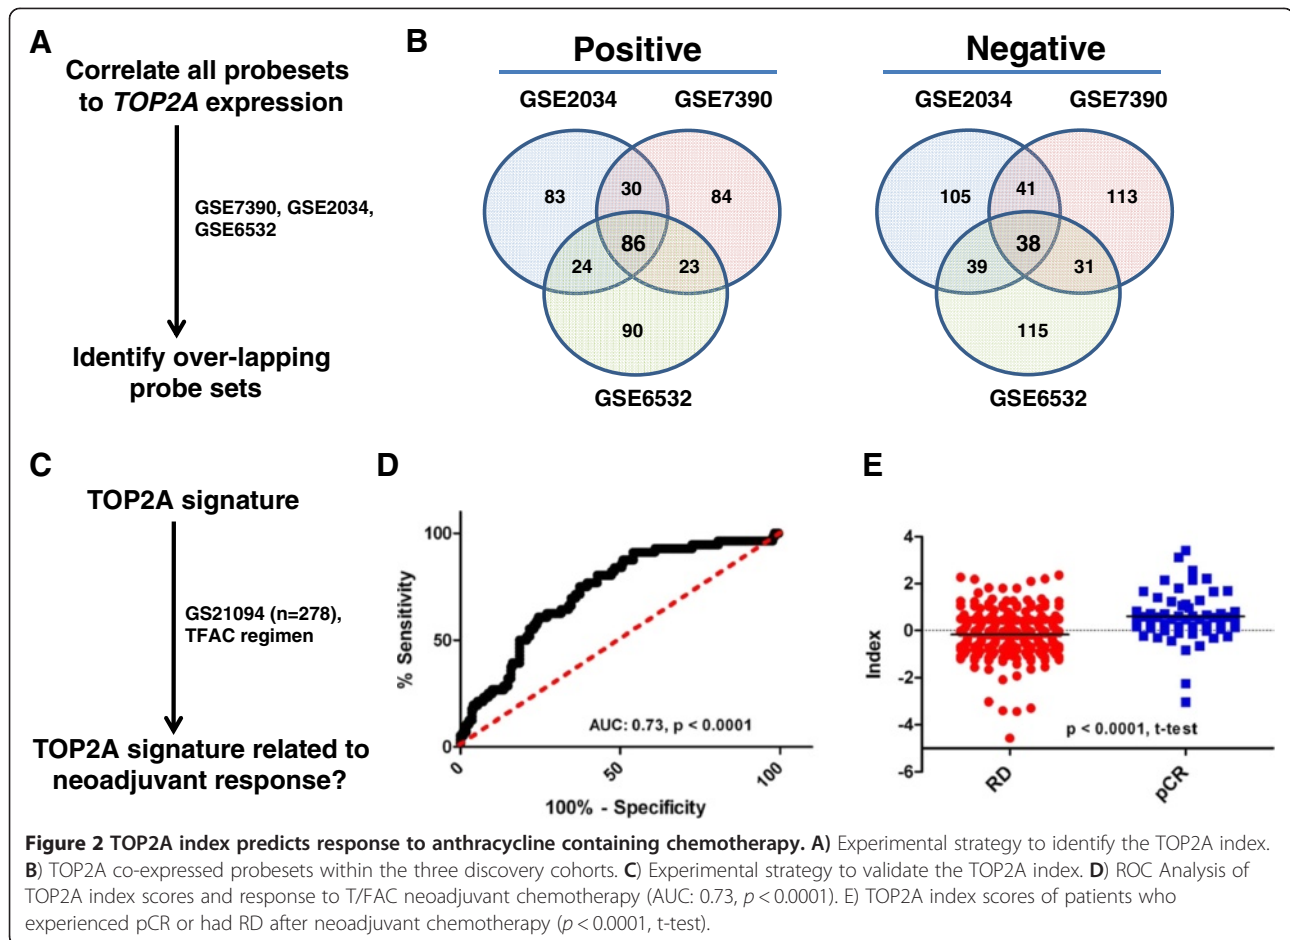 A
Correlate all probesets
to TOP2A expression
GSE7390, GSE2034,
GSE6532
Identify over-lapping
probe sets
B
Positive
GSE2034
GSE7390
83
30
84
86
24
23
90
GSE6532
Negative
GSE2034
GSE7390
105
41
113
38
39
31
115
GSE6532
C
TOP2A signature
GS21094 (n=278),
TFAC regimen
TOP2A signature related to
neoadjuvant response?
D
% Sensitivity
100
50
0
AUC: 0.73, p < 0.0001
0
50
100
100% - Specificity
E
Index
4
2
0
-2
-4
-6
p < 0.0001, t-test
RD
pCR
Figure 2 TOP2A index predicts response to anthracycline containing chemotherapy. A) Experimental strategy to identify the TOP2A index.
B) TOP2A co-expressed probesets within the three discovery cohorts. C) Experimental strategy to validate the TOP2A index. D) ROC Analysis of
TOP2A index scores and response to T/FAC neoadjuvant chemotherapy (AUC: 0.73, p < 0.0001). E) TOP2A index scores of patients who
experienced pCR or had RD after neoadjuvant chemotherapy (p < 0.0001, t-test).